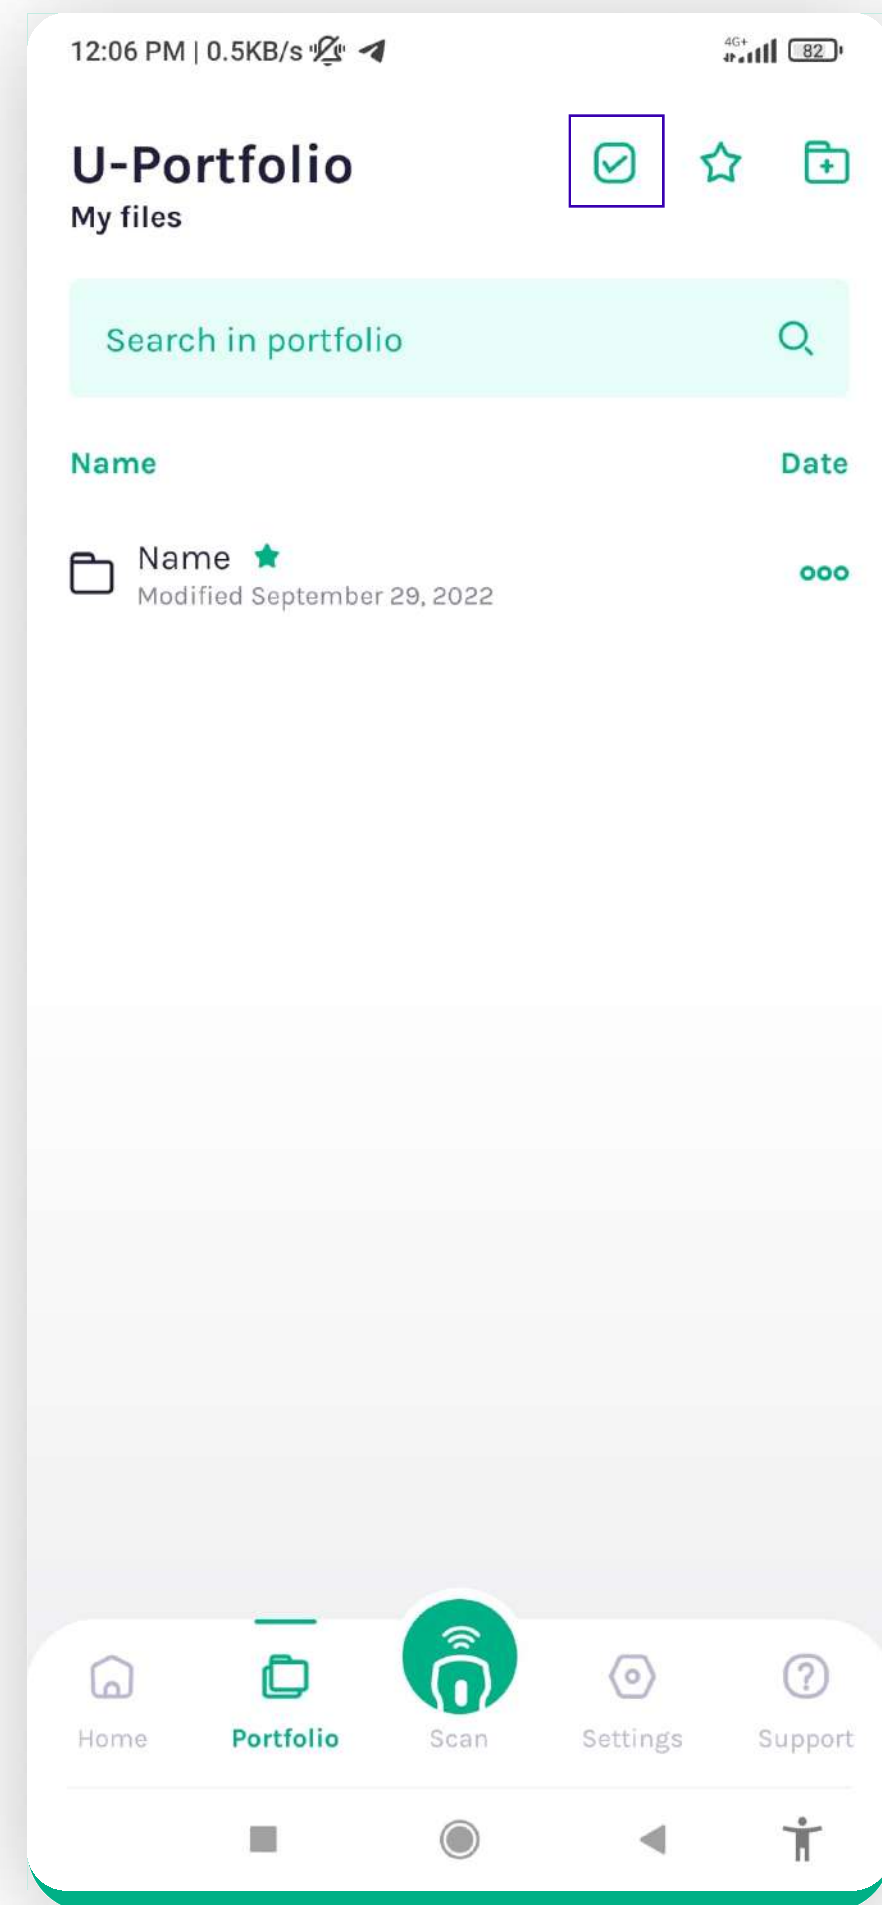 12:06 PM | 0.5KB/s 4G+ 82
U-Portfolio
My files
Search in portfolio
Name Date
Name
Modified September 29, 2022
Home Portfolio Scan Settings Support